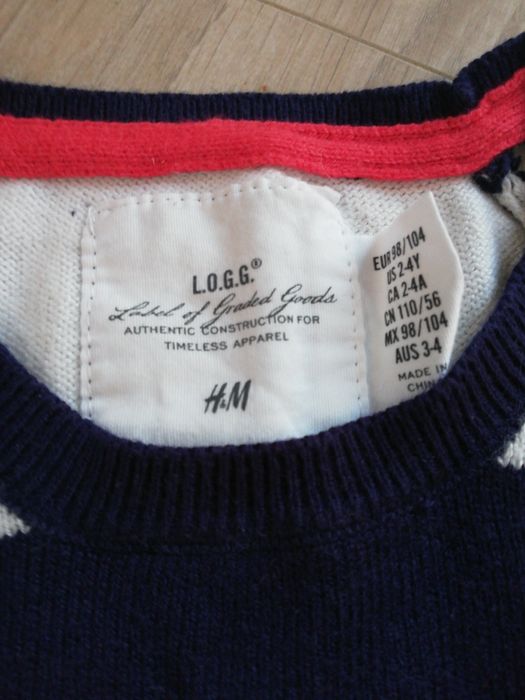 L.O.G.G.®
Label of Graded Goods
AUTHENTIC CONSTRUCTION FOR
TIMELESS APPAREL
H&M
EUR 98/104
US 2-4Y
CA 2-4A
CN 110/56
MX 98/104
AUS 3-4
MADE IN
CHINA